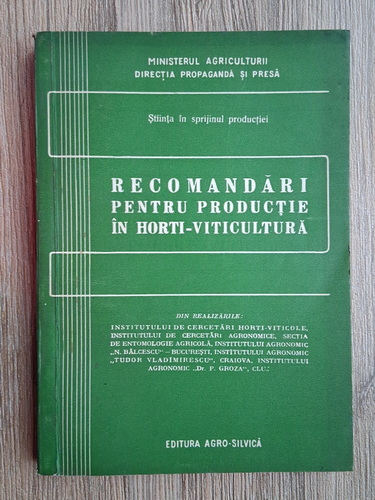 MINISTERUL AGRICULTURII
DIRECȚIA PROPAGANDĂ ȘI PRESĂ
Știința în sprijinul producției
RECOMANDĂRI
PENTRU PRODUCȚIE
ÎN HORTI-VITICULTURĂ
DIN REALIZĂRILE:
INSTITUTULUI DE CERCETĂRI HORTI-VITICOLE,
INSTITUTULUI DE CERCETĂRI AGRONOMICE, SECȚIA
DE ENTOMOLOGIE AGRICOLĂ, INSTITUTULUI AGRONOMIC
„N. BĂLCESCU" – BUCUREȘTI, INSTITUTULUI AGRONOMIC
„TUDOR VLADIMIRESCU", CRAIOVA, INSTITUTULUI
AGRONOMIC „Dr. P. GROZA", CLUJ
EDITURA AGRO-SILVICĂ